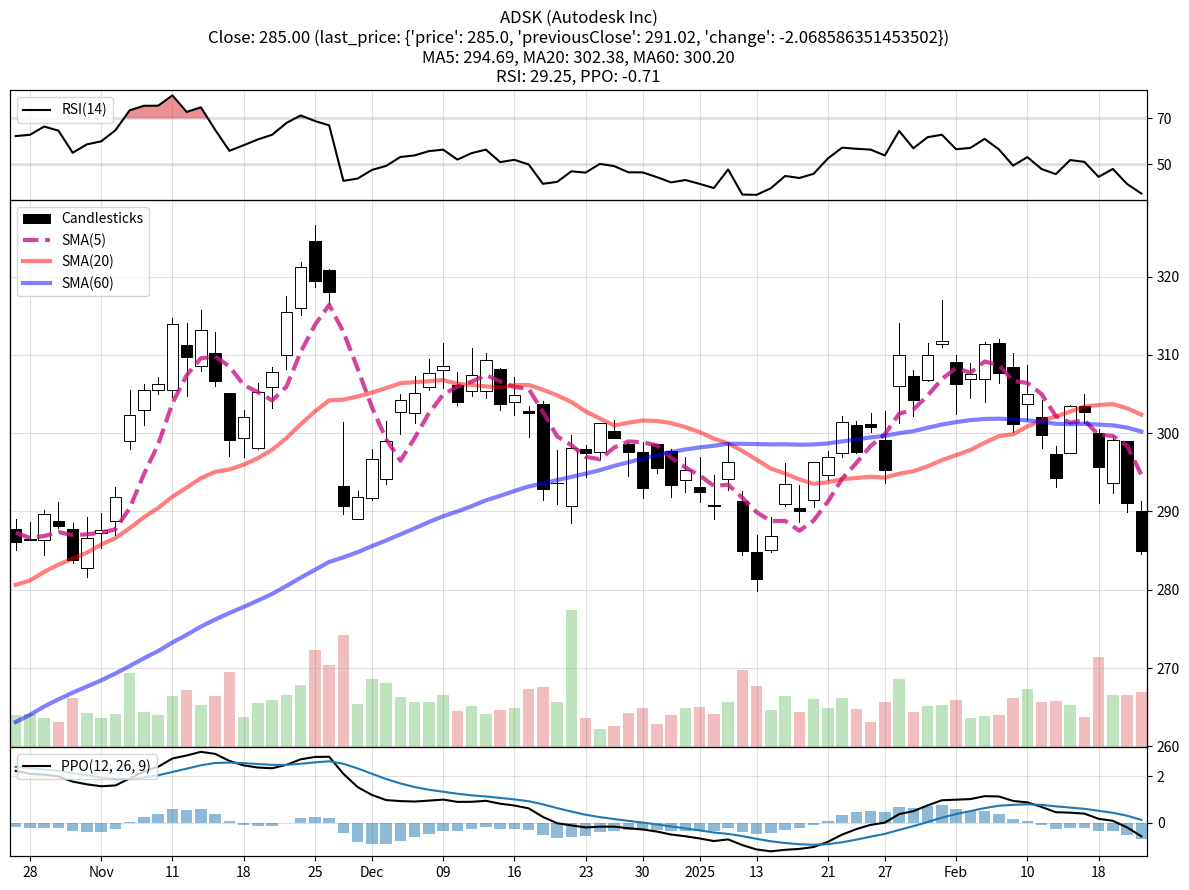 ADSK (Autodesk Inc)
Close: 285.00 (last_price: {'price': 285.0, 'previousClose': 291.02, 'change': -2.068586351453502})
MA5: 294.69, MA20: 302.38, MA60: 300.20
RSI: 29.25, PPO: -0.71
RSI(14)
70
50
Candlesticks
SMA(5)
SMA(20)
SMA(60)
320
310
300
290
280
270
260
PPO(12, 26, 9)
2
0
28 Nov 11 18 25 Dec 09 16 23 30 2025 13 21 27 Feb 10 18